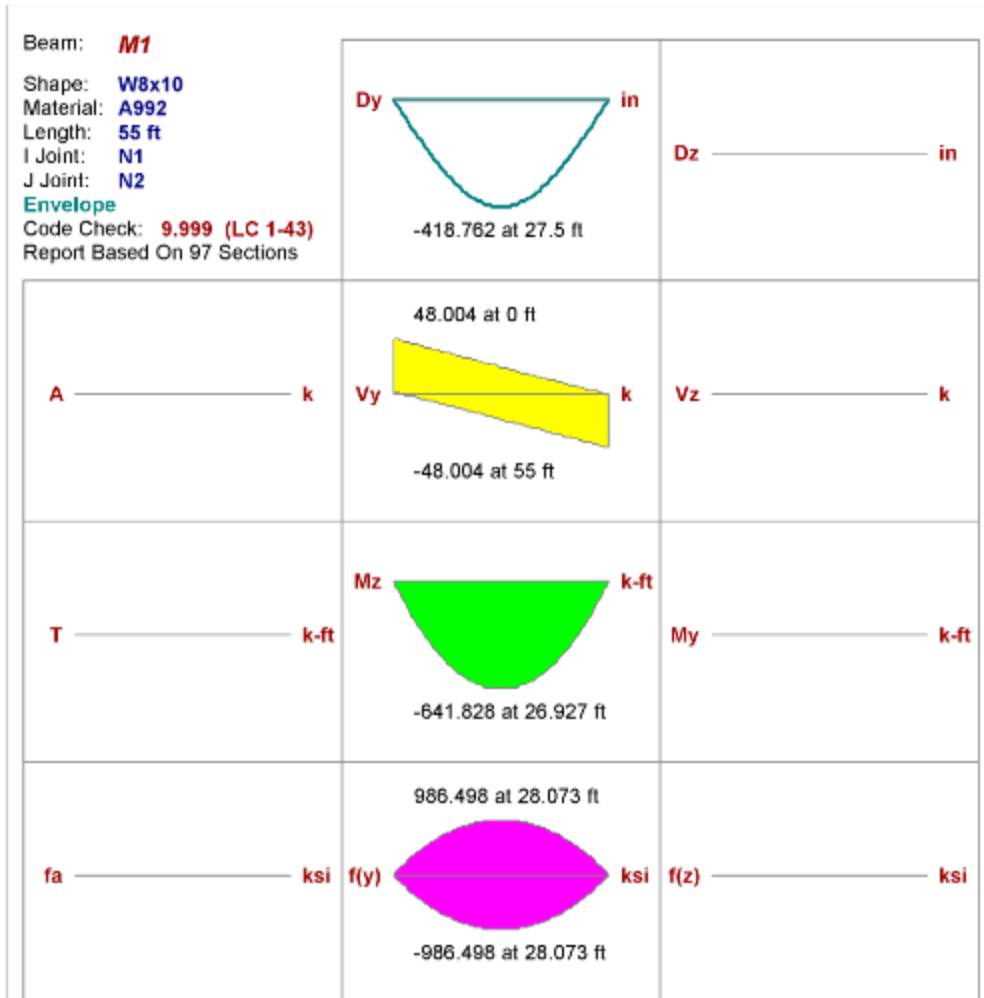 Beam: M1
Shape: W8x10
Material: A992
Length: 55 ft
I Joint: N1
J Joint: N2
Envelope
Code Check: 9.999 (LC 1-43)
Report Based On 97 Sections
Dy in
-418.762 at 27.5 ft
Dz in
A k
48.004 at 0 ft
Vy k
-48.004 at 55 ft
Vz k
T k-ft
Mz k-ft
-641.828 at 26.927 ft
My k-ft
fa ksi
986.498 at 28.073 ft
f(y) ksi
-986.498 at 28.073 ft
f(z) ksi